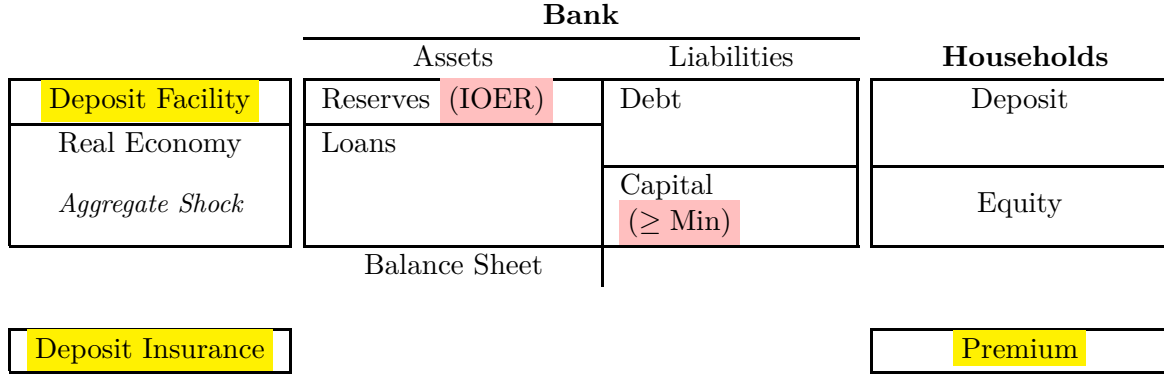 Bank
Assets Liabilities Households
Deposit Facility Reserves (IOER) Debt Deposit
Real Economy Loans
Capital
Aggregate Shock Equity
(≥ Min)
Balance Sheet
Deposit Insurance Premium